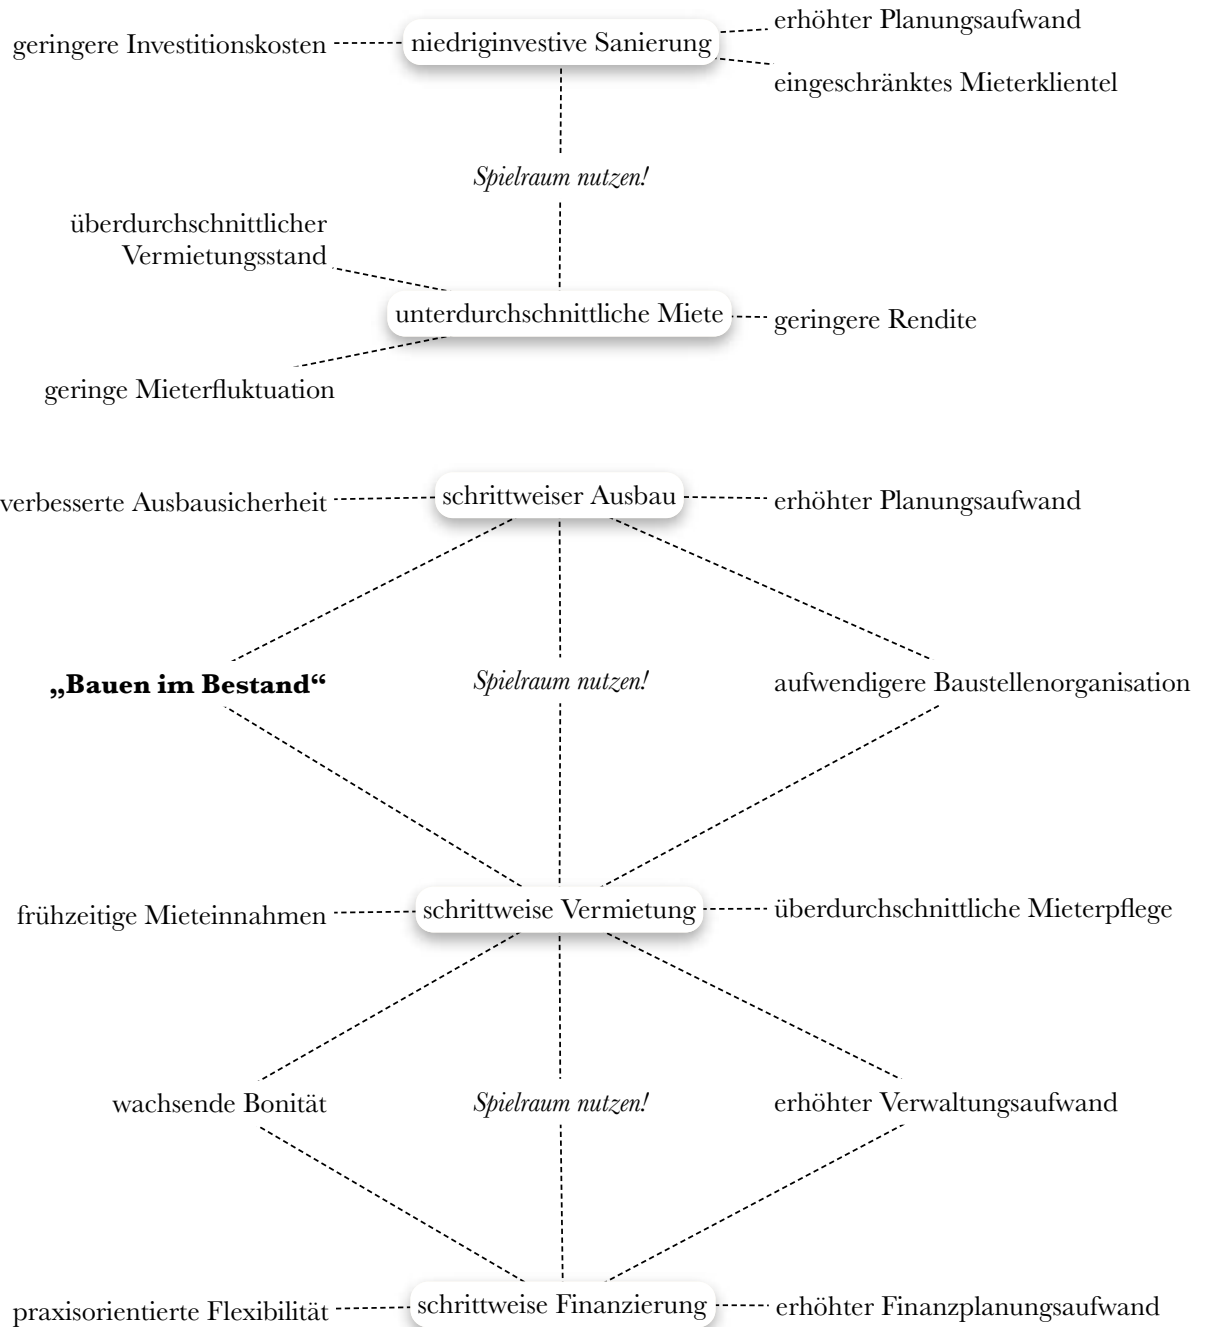 erhöhter Planungsaufwand
geringere Investitionskosten
niedriginvestive Sanierung
eingeschränktes Mieterklientel
Spielraum nutzen!
überdurchschnittlicher
Vermietungsstand
unterdurchschnittliche Miete
geringere Rendite
geringe Mieterfluktuation
verbesserte Ausbausicherheit
schrittweiser Ausbau
erhöhter Planungsaufwand
„Bauen im Bestand“
Spielraum nutzen!
aufwendigere Baustellenorganisation
frühzeitige Mieteinnahmen
schrittweise Vermietung
überdurchschnittliche Mieterpflege
wachsende Bonität
Spielraum nutzen!
erhöhter Verwaltungsaufwand
praxisorientierte Flexibilität
schrittweise Finanzierung
erhöhter Finanzplanungsaufwand